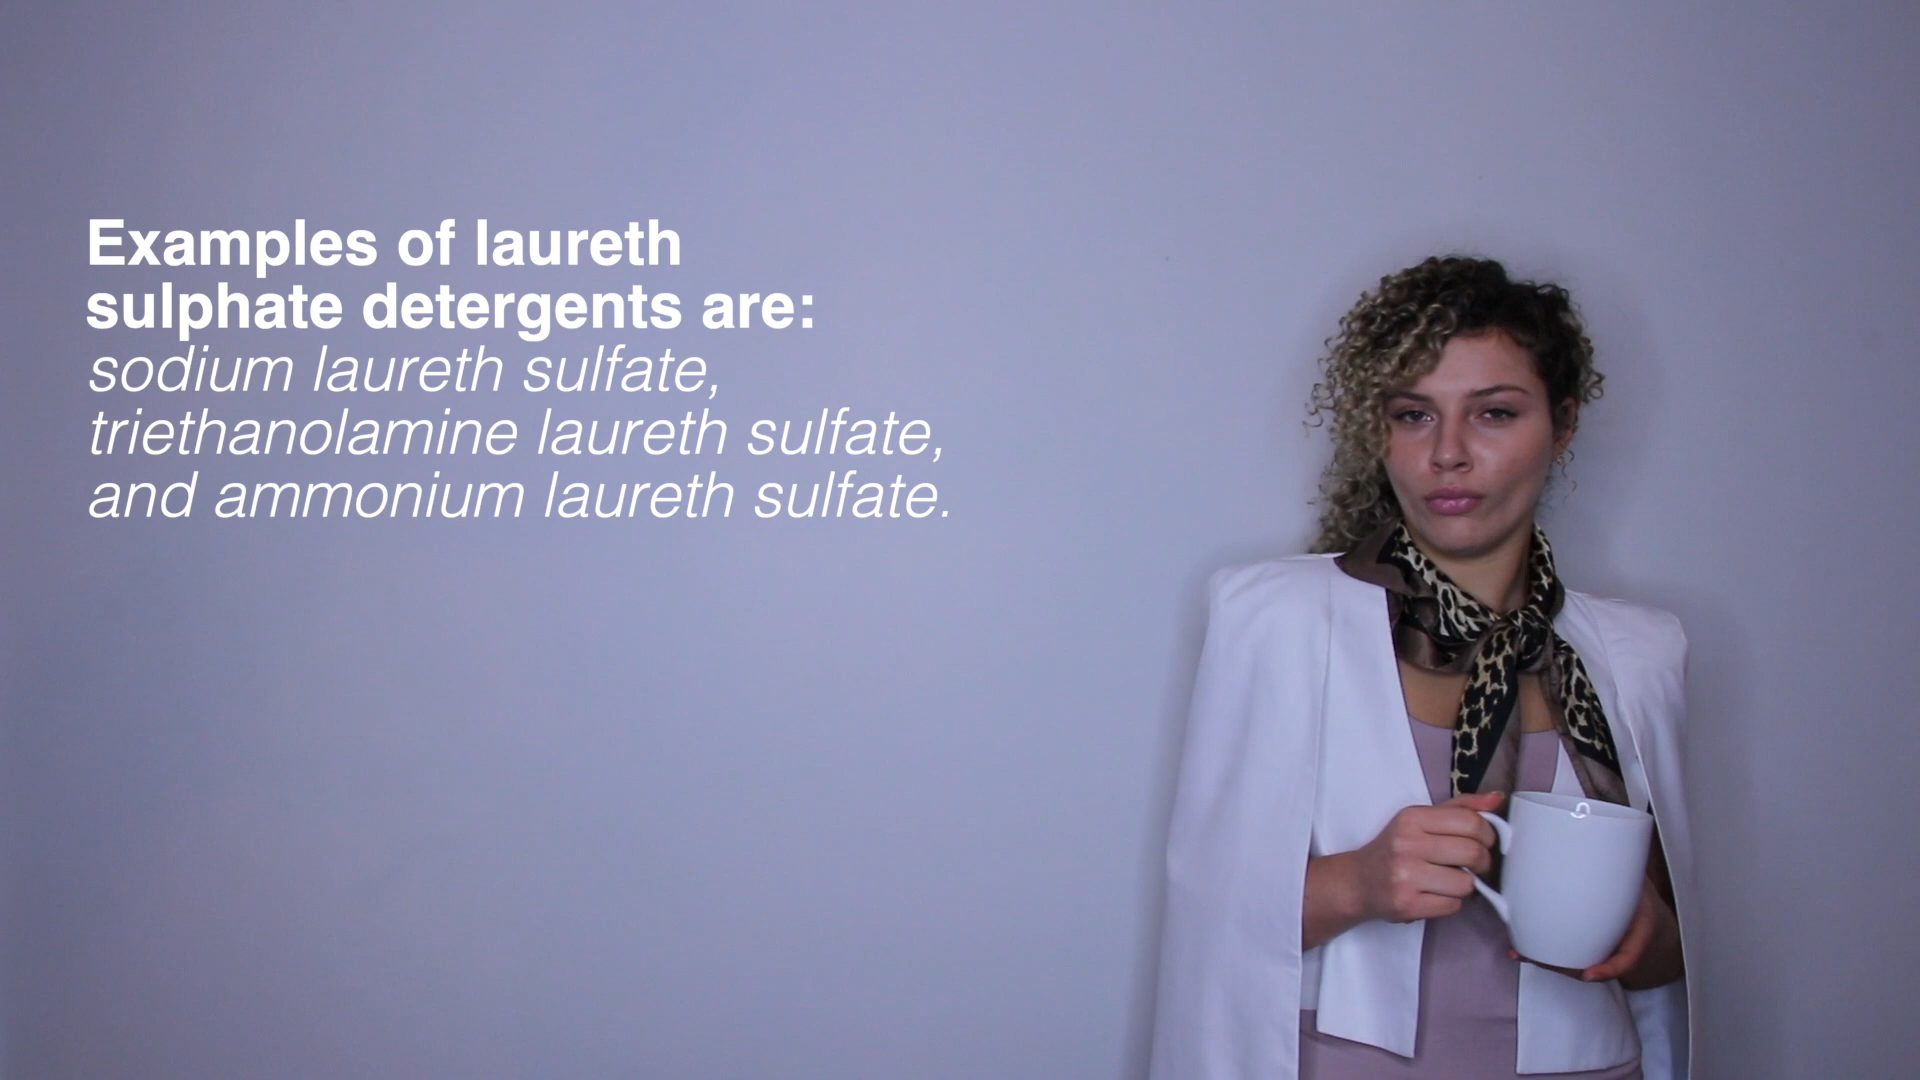 Examples of laureth
sulphate detergents are:
sodium laureth sulfate,
triethanolamine laureth sulfate,
and ammonium laureth sulfate.